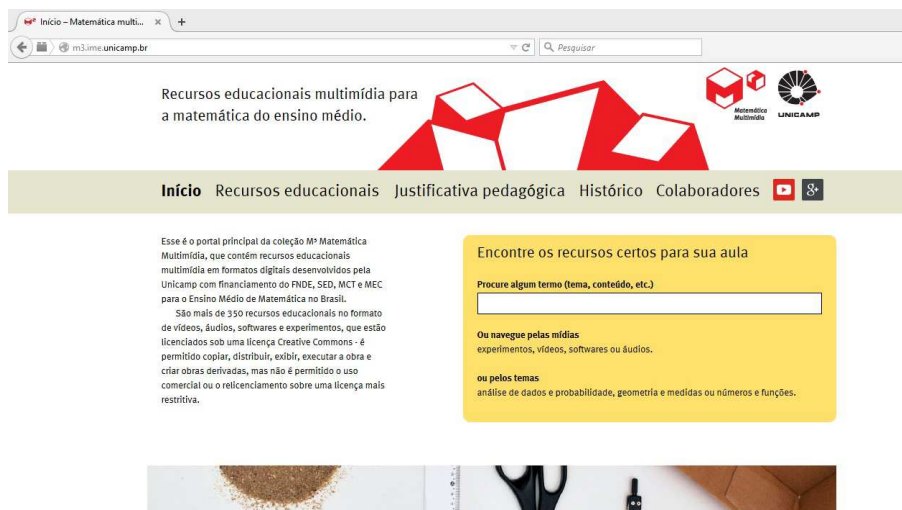 Início – Matemática multi...
m3.ime.unicamp.br
Pesquisar
Recursos educacionais multimídia para
a matemática do ensino médio.
Matemática
Multimídia
UNICAMP
Início Recursos educacionais Justificativa pedagógica Histórico Colaboradores
Esse é o portal principal da coleção M³ Matemática
Multimídia, que contém recursos educacionais
multimídia em formatos digitais desenvolvidos pela
Unicamp com financiamento do FNDE, SED, MCT e MEC
para o Ensino Médio de Matemática no Brasil.
São mais de 350 recursos educacionais no formato
de vídeos, áudios, softwares e experimentos, que estão
licenciados sob uma licença Creative Commons - é
permitido copiar, distribuir, exibir, executar a obra e
criar obras derivadas, mas não é permitido o uso
comercial ou o relicenciamento sobre uma licença mais
restritiva.
Encontre os recursos certos para sua aula
Procure algum termo (tema, conteúdo, etc.)
Ou navegue pelas mídias
experimentos, vídeos, softwares ou áudios.
ou pelos temas
análise de dados e probabilidade, geometria e medidas ou números e funções.